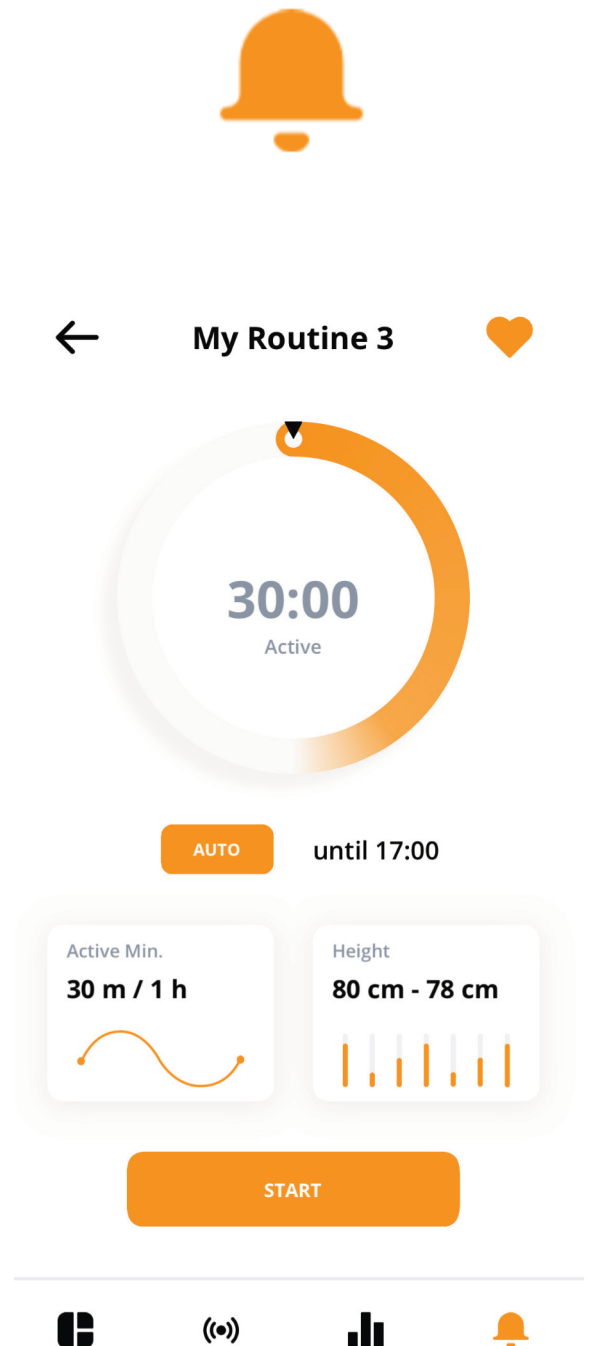 My Routine 3
30:00
Active
AUTO
until 17:00
Active Min.
30 m / 1 h
Height
80 cm - 78 cm
START